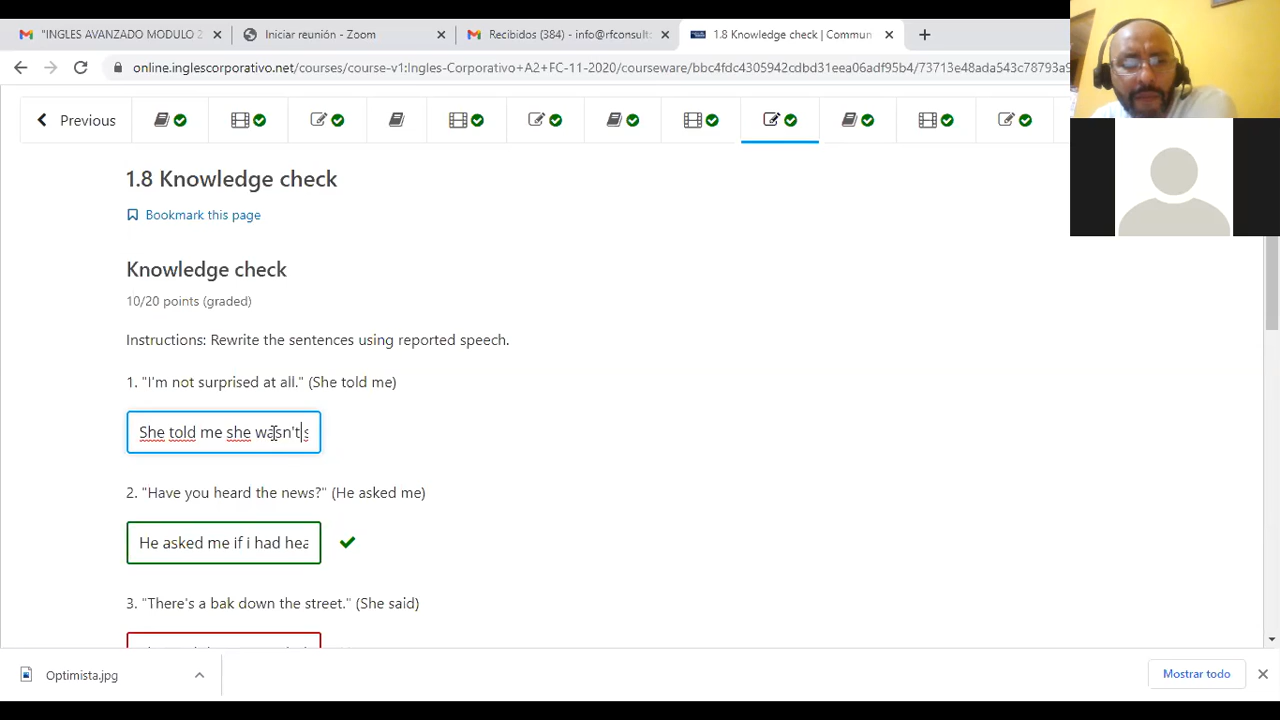 "INGLES AVANZADO MODULO 2
Iniciar reunión - Zoom
Recibidos (384) - info@rfconsult
1.8 Knowledge check | Commun
online.inglescorporativo.net/courses/course-v1:Ingles-Corporativo+A2+FC-11-2020/courseware/bbc4fdc4305942cdbd31eea06adf95b4/73713e48ada543c78793a9
Previous
1.8 Knowledge check
Bookmark this page
Knowledge check
10/20 points (graded)
Instructions: Rewrite the sentences using reported speech.
1. "I'm not surprised at all." (She told me)
She told me she wasn't s
2. "Have you heard the news?" (He asked me)
He asked me if i had hea
3. "There's a bak down the street." (She said)
Optimista.jpg
Mostrar todo